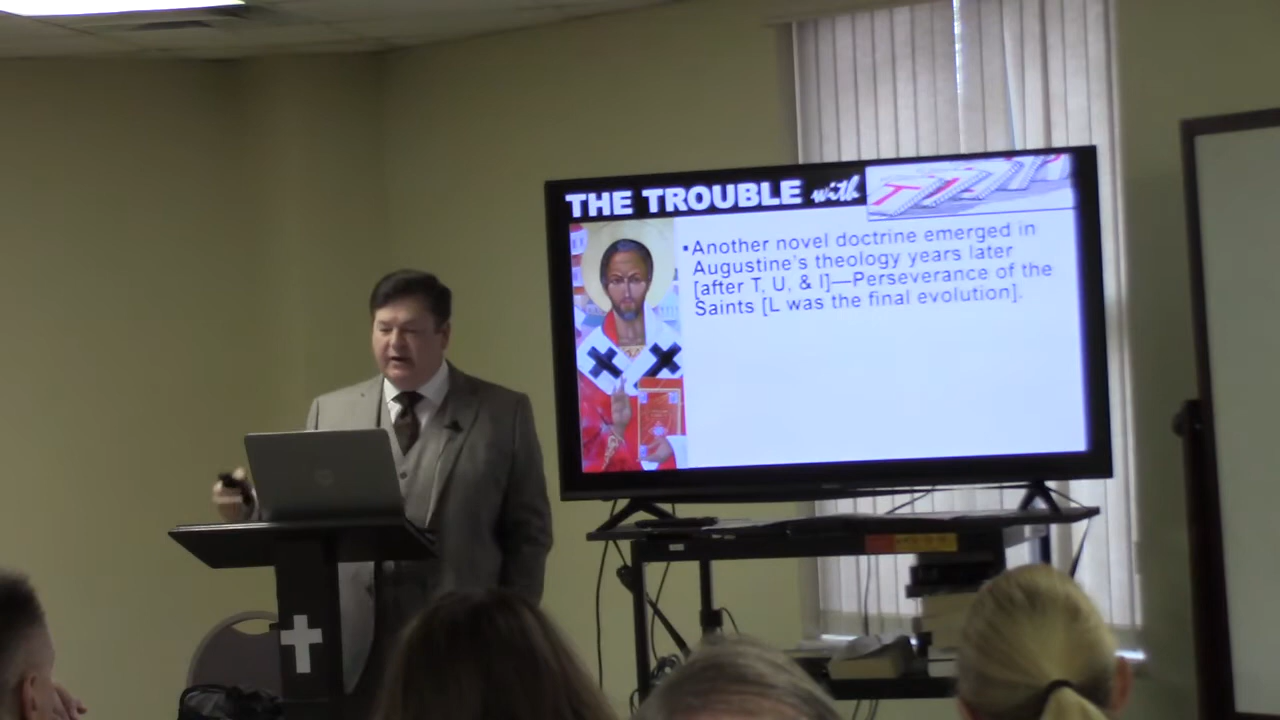 THE TROUBLE with
▪Another novel doctrine emerged in
Augustine's theology years later
[after T, U, & I]—Perseverance of the
Saints [L was the final evolution].